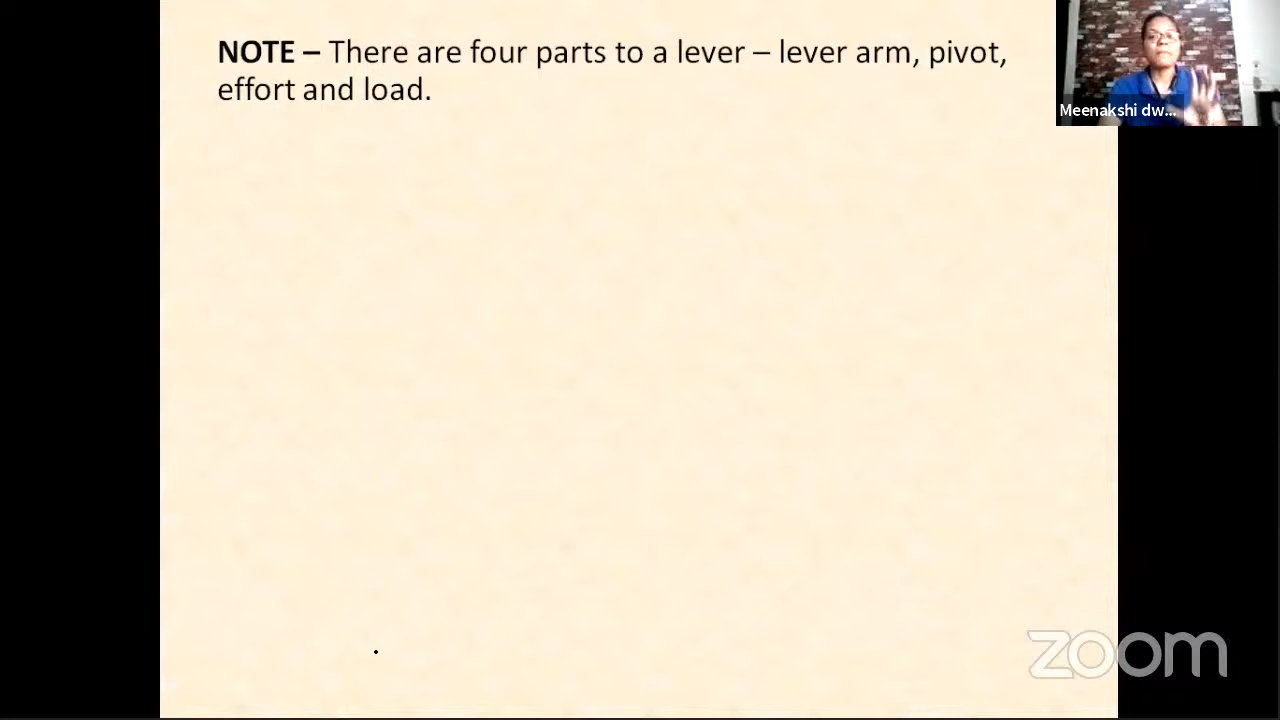 NOTE – There are four parts to a lever – lever arm, pivot,
effort and load.
Meenakshi dw...
zoom